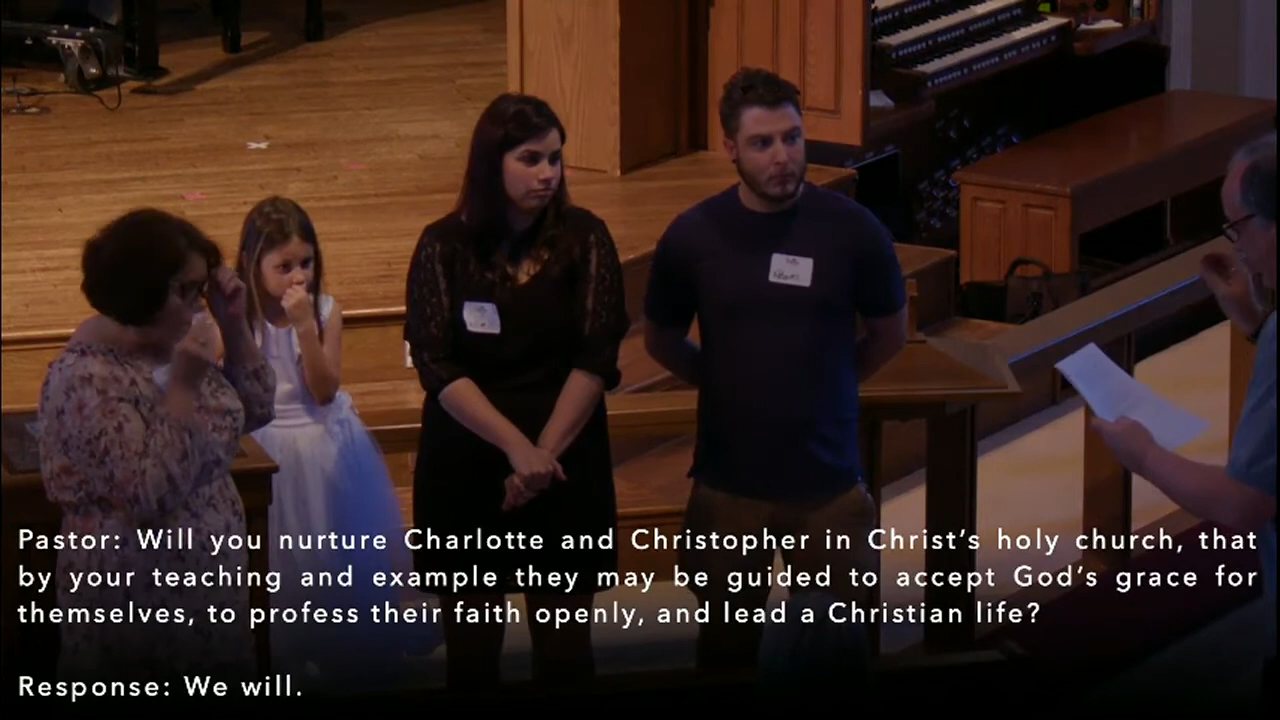 Pastor: Will you nurture Charlotte and Christopher in Christ's holy church, that
by your teaching and example they may be guided to accept God's grace for
themselves, to profess their faith openly, and lead a Christian life?
Response: We will.